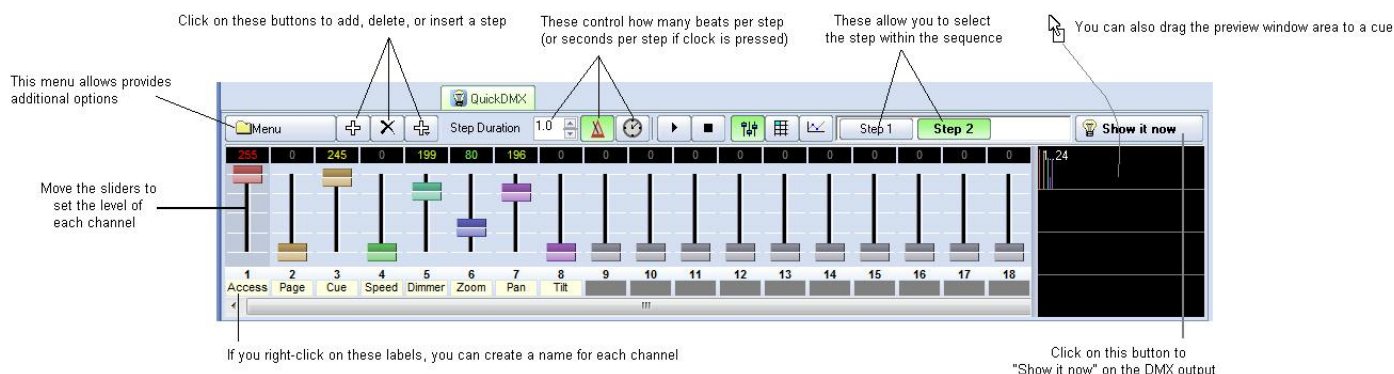 Click on these buttons to add, delete, or insert a step
These control how many beats per step
(or seconds per step if clock is pressed)
These allow you to select
the step within the sequence
You can also drag the preview window area to a cue
This menu allows provides
additional options
QuickDMX
Menu
Step Duration
1.0
Step 1
Step 2
Show it now
255 0 245 0 199 80 196 0 0 0 0 0 0 0 0 0 0 0
1..24
Move the sliders to
set the level of
each channel
1 2 3 4 5 6 7 8 9 10 11 12 13 14 15 16 17 18
Access Page Cue Speed Dimmer Zoom Pan Tilt
If you right-click on these labels, you can create a name for each channel
Click on this button to
"Show it now" on the DMX output